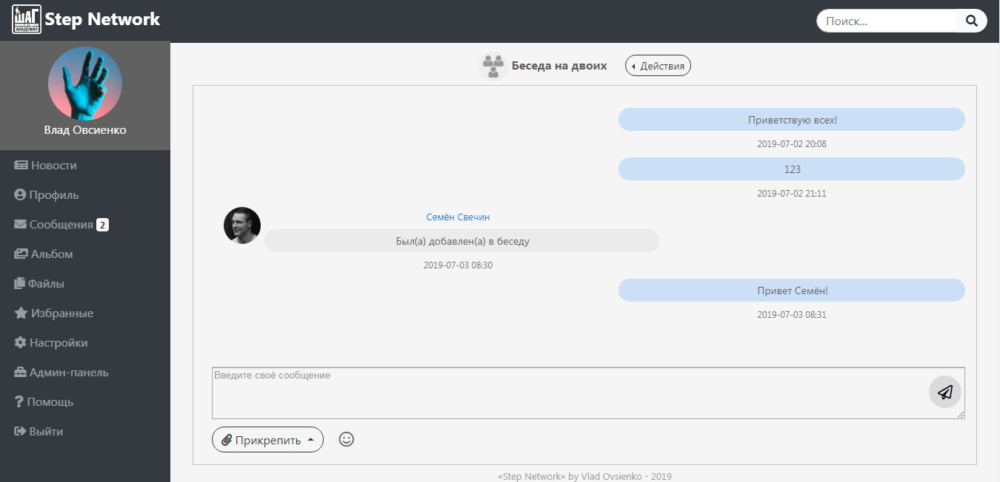 ШАГ
КОМПЬЮТЕРНАЯ
АКАДЕМИЯ
Step Network
Поиск...
Влад Овсиенко
Новости
Профиль
Сообщения 2
Альбом
Файлы
Избранные
Настройки
Админ-панель
Помощь
Выйти
Беседа на двоих
Действия
Приветствую всех!
2019-07-02 20:08
123
2019-07-02 21:11
Семён Свечин
Был(а) добавлен(а) в беседу
2019-07-03 08:30
Привет Семён!
2019-07-03 08:31
Введите своё сообщение
Прикрепить
«Step Network» by Vlad Ovsienko - 2019